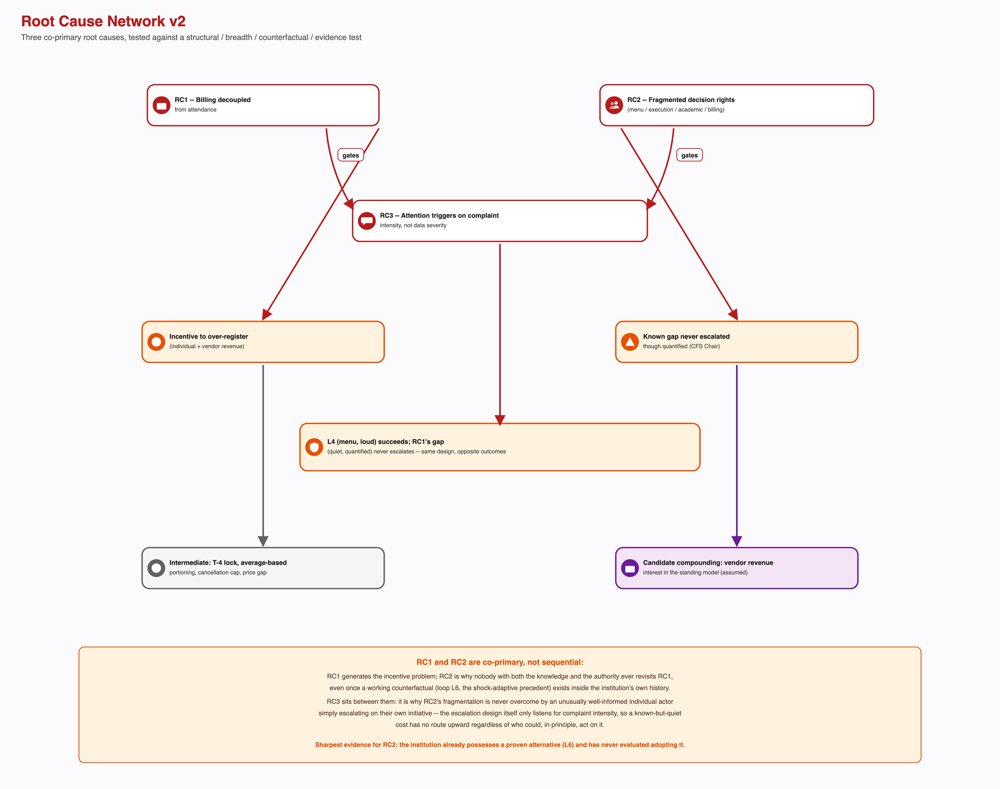 Root Cause Network v2
Three co-primary root causes, tested against a structural / breadth / counterfactual / evidence test
RC1 -- Billing decoupled
from attendance
RC2 -- Fragmented decision rights
(menu / execution / academic / billing)
gates
gates
RC3 -- Attention triggers on complaint
intensity, not data severity
Incentive to over-register
(individual + vendor revenue)
Known gap never escalated
though quantified (CFS Chair)
L4 (menu, loud) succeeds; RC1's gap
(quiet, quantified) never escalates -- same design, opposite outcomes
Intermediate: T-4 lock, average-based
portioning, cancellation cap, price gap
Candidate compounding: vendor revenue
interest in the standing model (assumed)
RC1 and RC2 are co-primary, not sequential:
RC1 generates the incentive problem; RC2 is why nobody with both the knowledge and the authority ever revisits RC1,
even once a working counterfactual (loop L6, the shock-adaptive precedent) exists inside the institution's own history.
RC3 sits between them: it is why RC2's fragmentation is never overcome by an unusually well-informed individual actor
simply escalating on their own initiative -- the escalation design itself only listens for complaint intensity, so a known-but-quiet
cost has no route upward regardless of who could, in principle, act on it.
Sharpest evidence for RC2: the institution already possesses a proven alternative (L6) and has never evaluated adopting it.